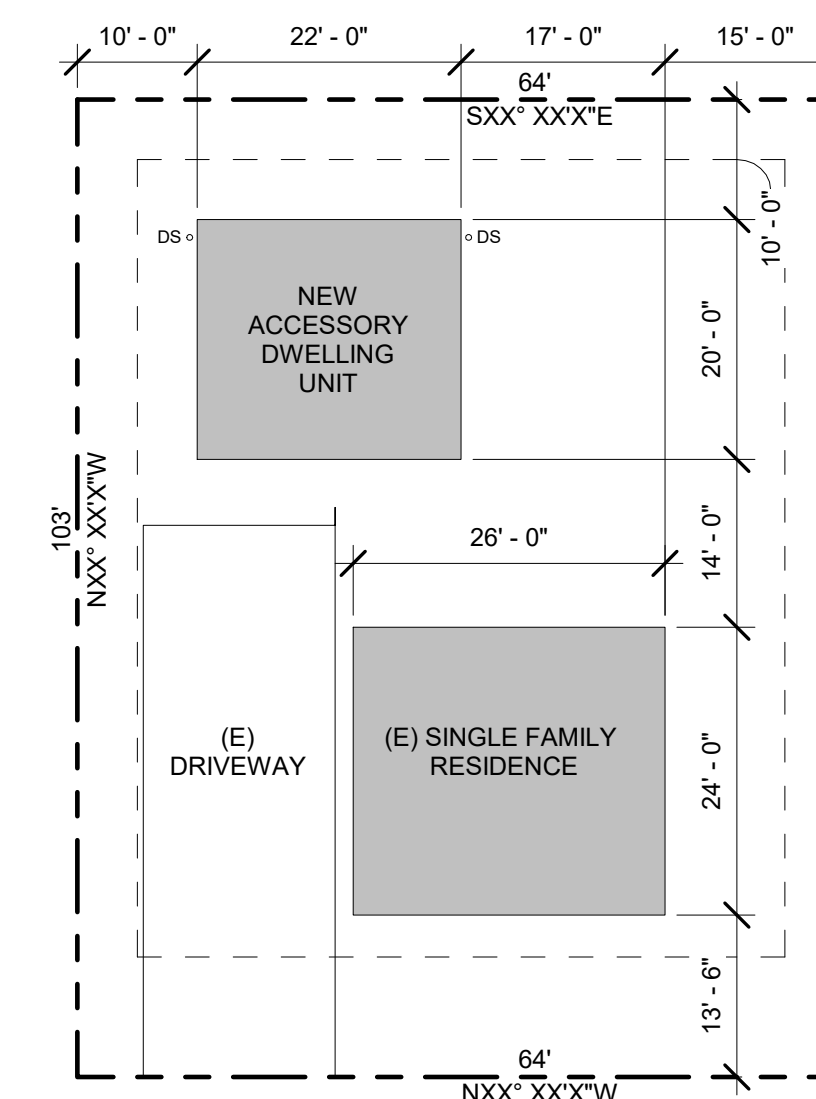 10' - 0"
22' - 0"
17' - 0"
15' - 0"
64'
SXX° XX'X"E
10' - 0"
DS
DS
NEW
ACCESSORY
DWELLING
UNIT
20' - 0"
103'
NXX° XX'X"W
26' - 0"
14' - 0"
(E)
DRIVEWAY
(E) SINGLE FAMILY
RESIDENCE
24' - 0"
13' - 6"
64'
NXX° XX'X"W